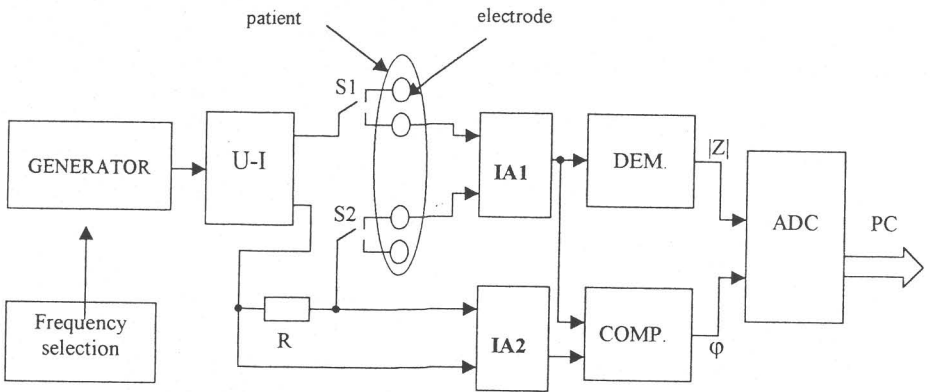 patient
electrode
S1
GENERATOR
U-I
IA1
DEM.
|Z|
ADC
PC
S2
Frequency
selection
R
IA2
COMP.
φ